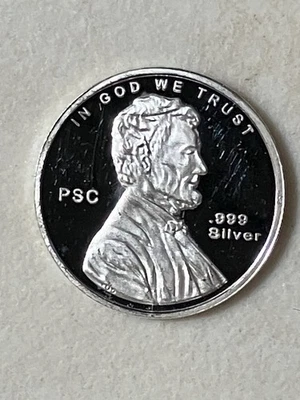 IN GOD WE TRUST
PSC
.999
Silver